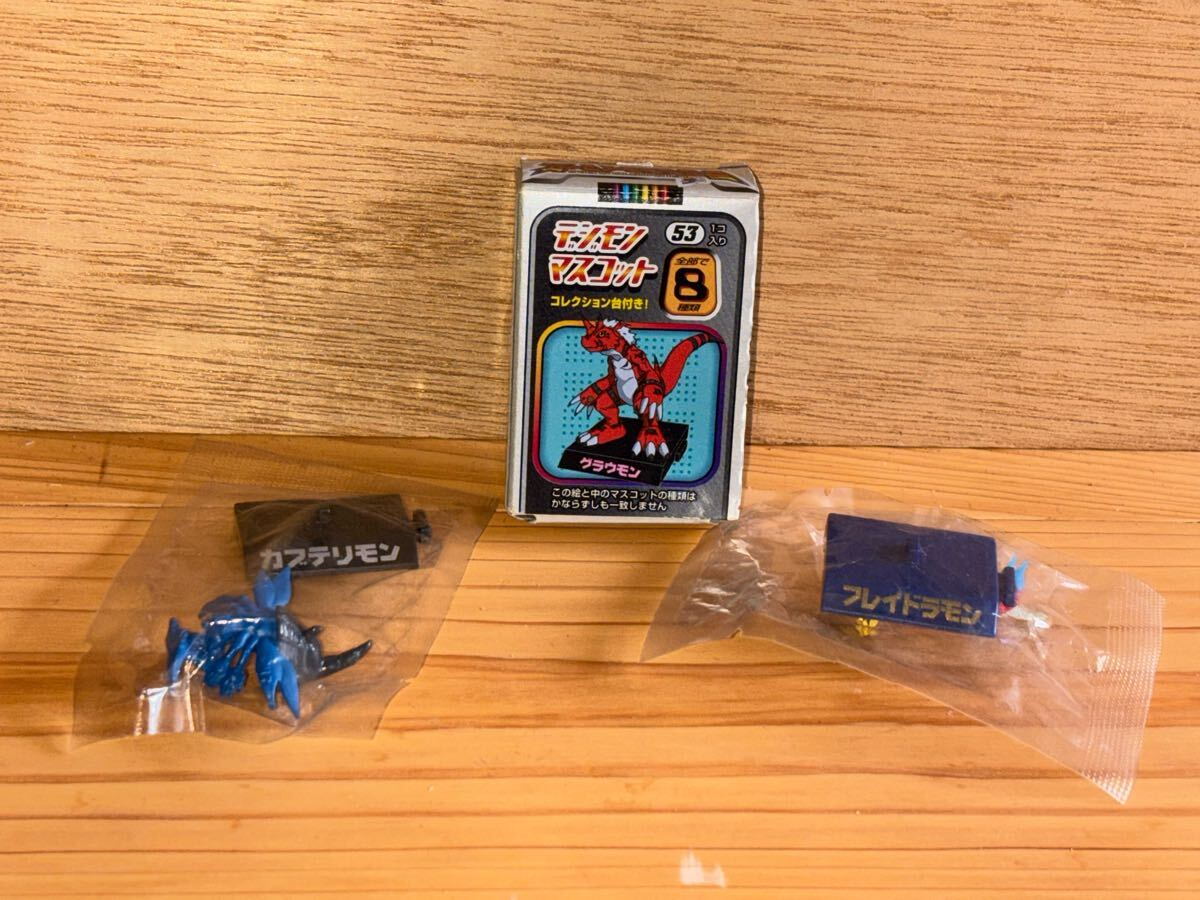 デジモン
マスコット
53
1コ
入り
全部で
8
種類
コレクション台付き!
グラウモン
この絵と中のマスコットの種類は
かならずしも一致しません
カブテリモン
フレイドラモン